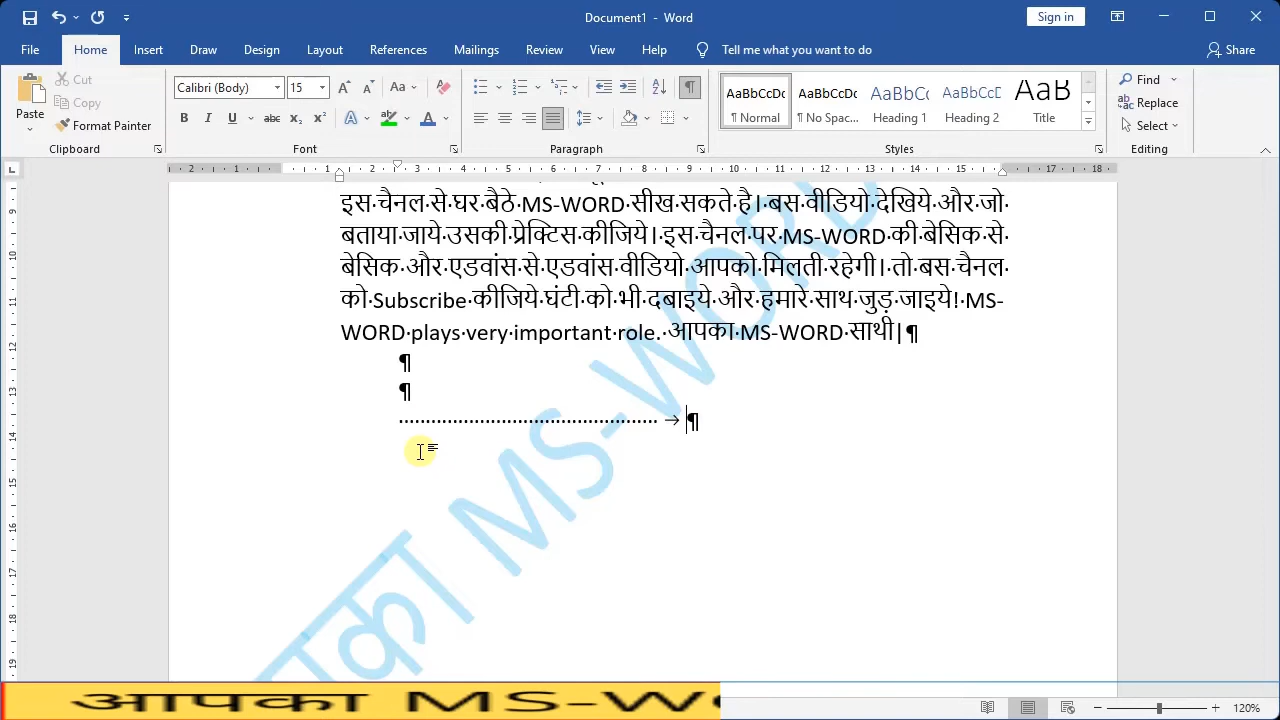 Document1 - Word
Sign in
File Home Insert Draw Design Layout References Mailings Review View Help Tell me what you want to do Share
Paste
Cut
Copy
Format Painter
Clipboard
Calibri (Body) 15
Font
Paragraph
AaBbCcDc AaBbCcDc AaBbCc AaBbCcD AaB
¶ Normal ¶ No Spac... Heading 1 Heading 2 Title
Styles
Find
Replace
Select
Editing
इस चैनल से घर बैठे MS-WORD सीख सकते है। बस वीडियो देखिये और जो
बताया जाये उसकी प्रेक्टिस कीजिये। इस चैनल पर MS-WORD की बेसिक से
बेसिक और एडवांस से एडवांस वीडियो आपको मिलती रहेगी। तो बस चैनल
को Subscribe कीजिये घंटी को भी दबाइये और हमारे साथ जुड़ जाइये! MS-
WORD plays very important role. आपका MS-WORD साथी|¶
¶
¶
→ ¶
MS-WORD
आपका MS-Wo
120%